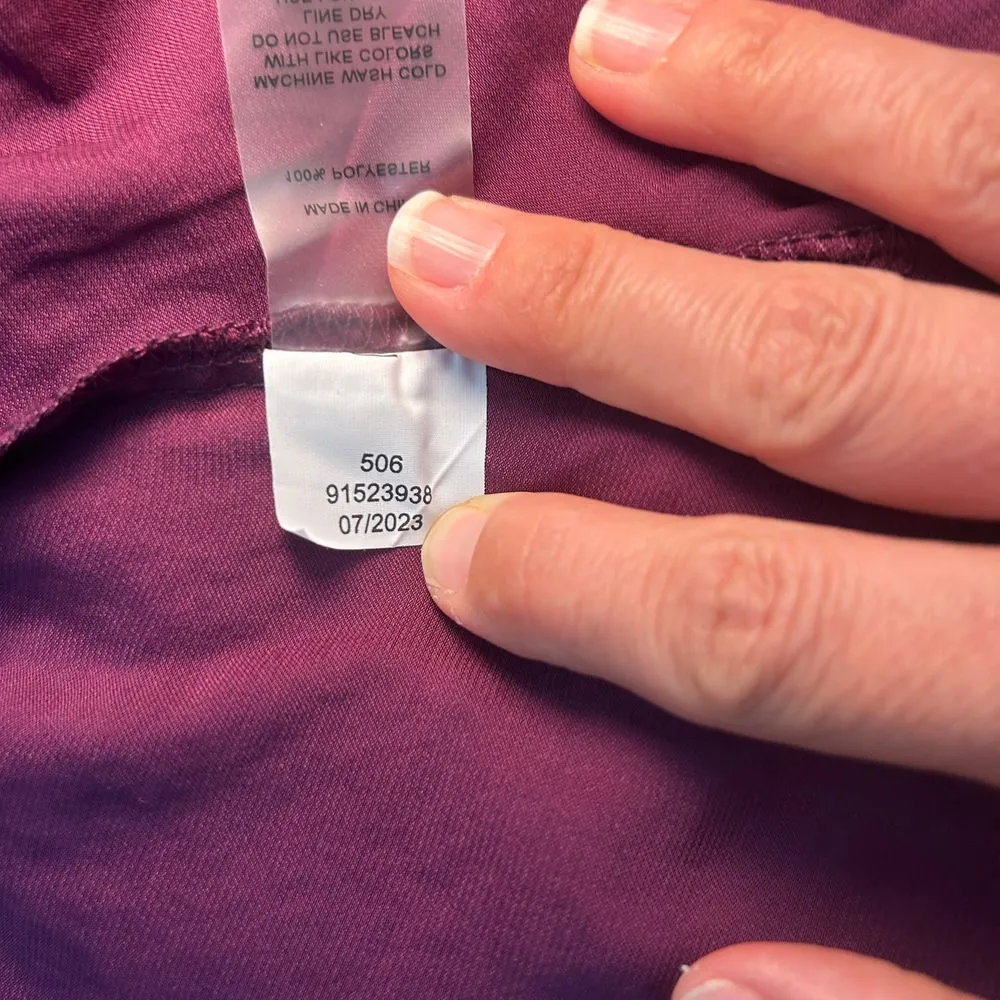 MADE IN
100% POLYESTER
MACHINE WASH COLD
WITH LIKE COLORS
DO NOT USE BLEACH
LINE DRY
506
91523938
07/2023